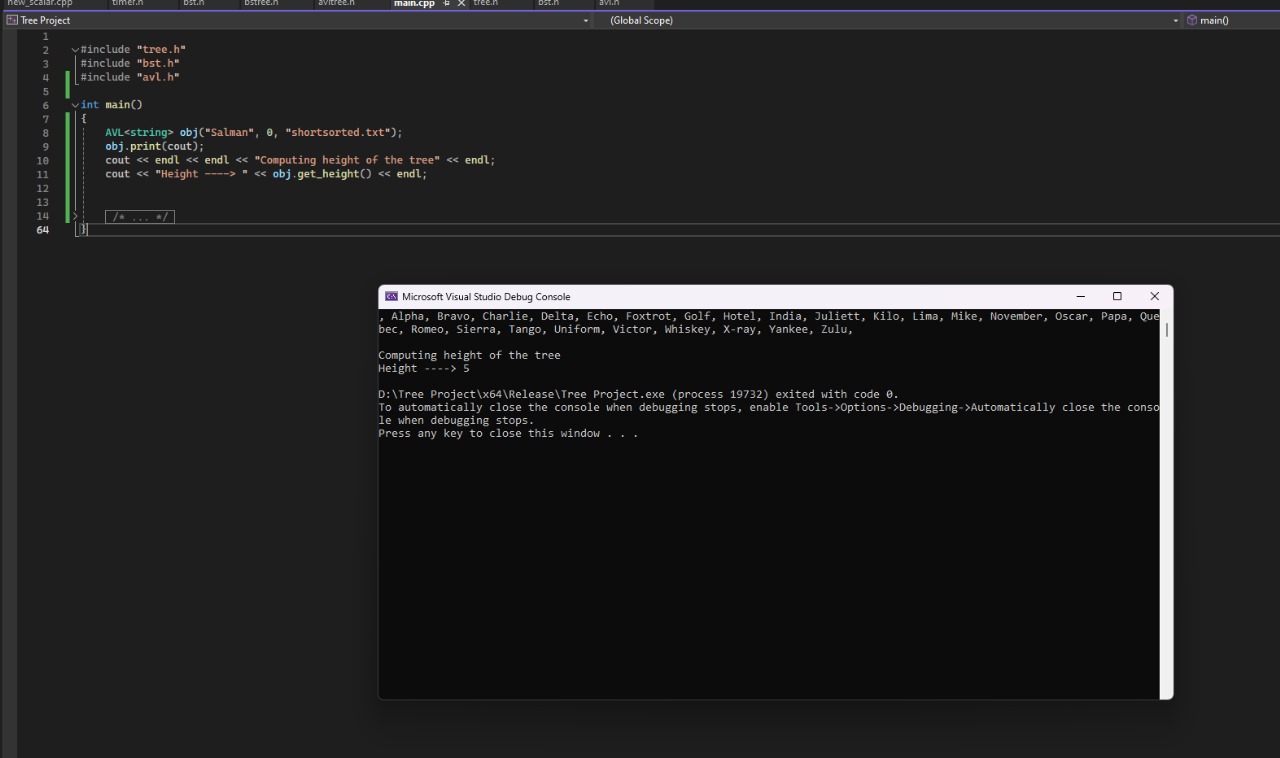 new_scalar.cpp timer.h bst.h bstree.h avltree.h main.cpp tree.h bst.h avl.h
Tree Project (Global Scope) main()
1
2 #include "tree.h"
3 #include "bst.h"
4 #include "avl.h"
5
6 int main()
7 {
8 AVL<string> obj("Salman", 0, "shortsorted.txt");
9 obj.print(cout);
10 cout << endl << endl << "Computing height of the tree" << endl;
11 cout << "Height ----> " << obj.get_height() << endl;
12
13
14 /* ... */
64 }
Microsoft Visual Studio Debug Console
, Alpha, Bravo, Charlie, Delta, Echo, Foxtrot, Golf, Hotel, India, Juliett, Kilo, Lima, Mike, November, Oscar, Papa, Que
bec, Romeo, Sierra, Tango, Uniform, Victor, Whiskey, X-ray, Yankee, Zulu,
Computing height of the tree
Height ----> 5
D:\Tree Project\x64\Release\Tree Project.exe (process 19732) exited with code 0.
To automatically close the console when debugging stops, enable Tools->Options->Debugging->Automatically close the conso
le when debugging stops.
Press any key to close this window . . .